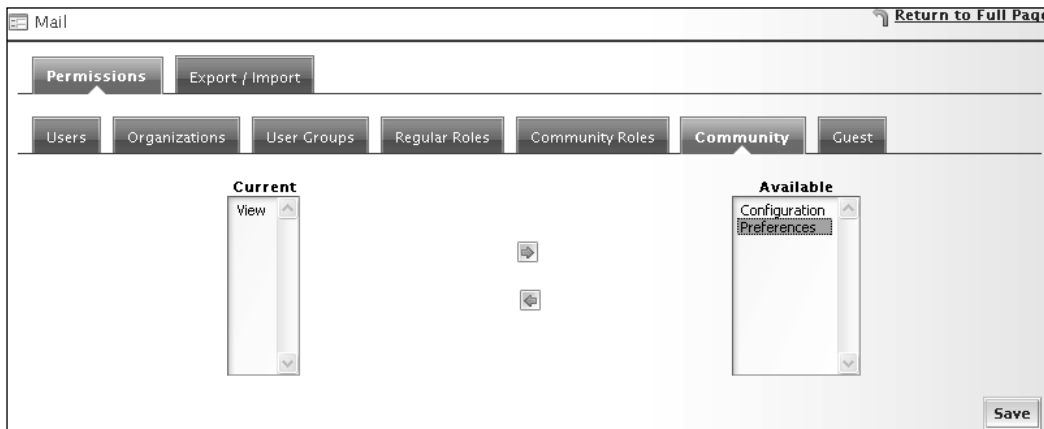 Mail
Return to Full Page
Permissions Export / Import
Users Organizations User Groups Regular Roles Community Roles Community Guest
Current Available
View Configuration
Preferences
Save